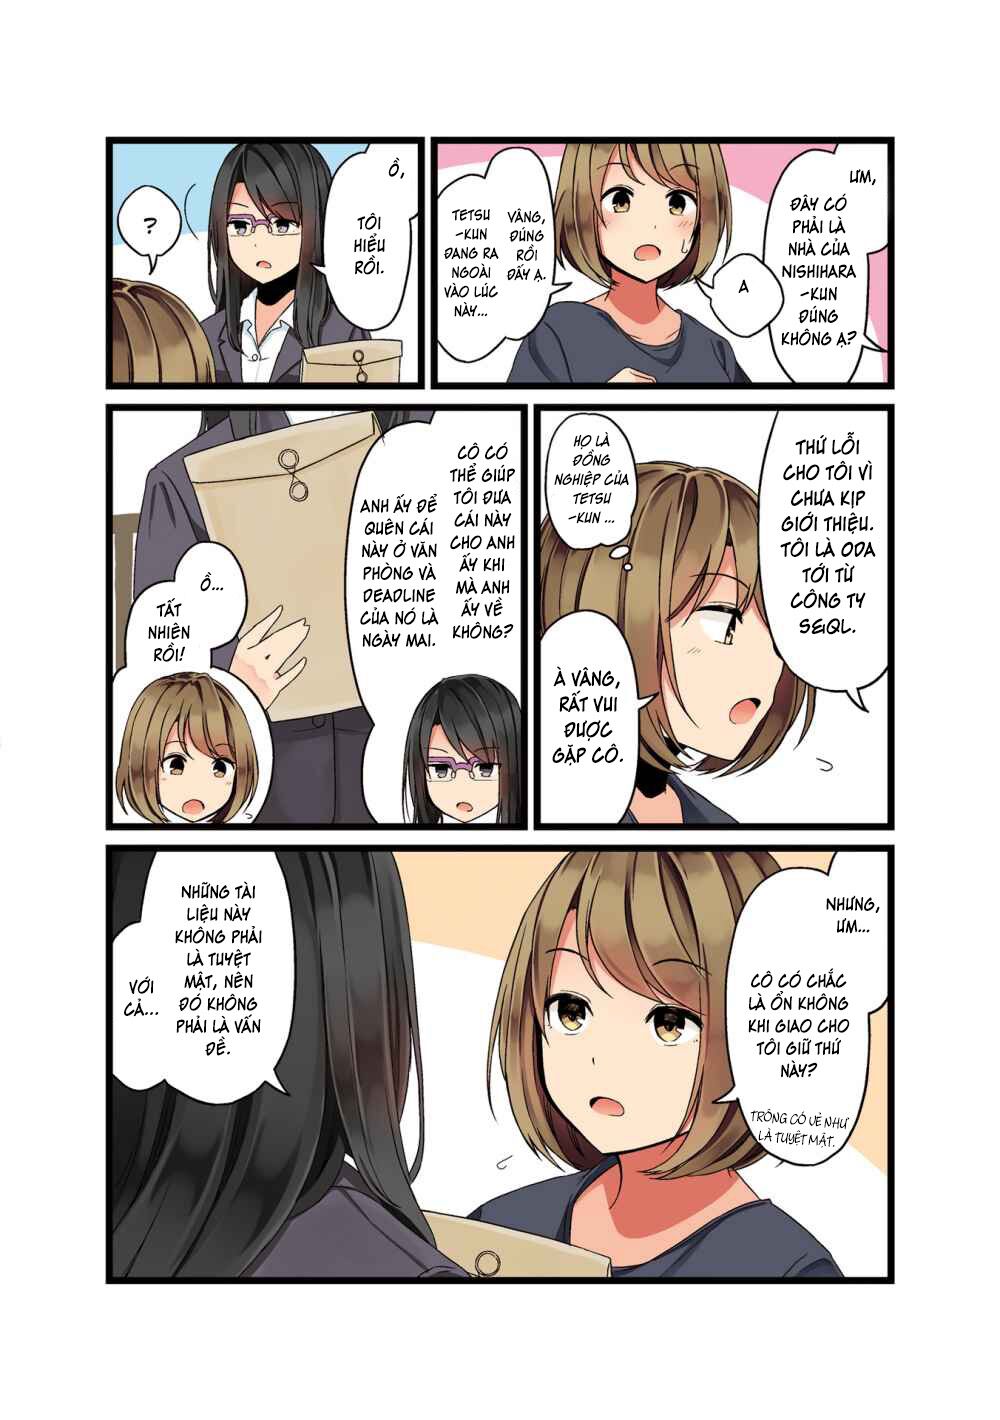 ƯM,
ĐÂY CÓ
PHẢI LÀ
NHÀ CỦA
NISHIHARA
-KUN
ĐÚNG
KHÔNG Ạ?
A
VÂNG,
ĐÚNG
RỒI
ĐẤY Ạ.
TETSU
-KUN
ĐANG RA
NGOÀI
VÀO LÚC
NÀY...
Ồ,
TÔI
HIỂU
RỒI.
?
THỨ LỖI
CHO TÔI VÌ
CHƯA KỊP
GIỚI THIỆU.
TÔI LÀ ODA
TỚI TỪ
CÔNG TY
SEIQL.
HỌ LÀ
ĐỒNG
NGHIỆP CỦA
TETSU
-KUN ...
À VÂNG,
RẤT VUI
ĐƯỢC
GẶP CÔ.
CÔ CÓ
THỂ GIÚP
TÔI ĐƯA
CÁI NÀY
CHO ANH
ẤY KHI
MÀ ANH
ẤY VỀ
KHÔNG?
ANH ẤY ĐỂ
QUÊN CÁI
NÀY Ở VĂN
PHÒNG VÀ
DEADLINE
CỦA NÓ LÀ
NGÀY MAI.
Ồ...
TẤT
NHIÊN
RỒI!
NHƯNG,
ƯM...
CÔ CÓ CHẮC
LÀ ỔN KHÔNG
KHI GIAO CHO
TÔI GIỮ THỨ
NÀY?
TRÔNG CÓ VẺ NHƯ
LÀ TUYỆT MẬT.
NHỮNG TÀI
LIỆU NÀY
KHÔNG PHẢI
LÀ TUYỆT
MẬT, NÊN
ĐÓ KHÔNG
PHẢI LÀ VẤN
ĐỀ.
VỚI
CẢ...